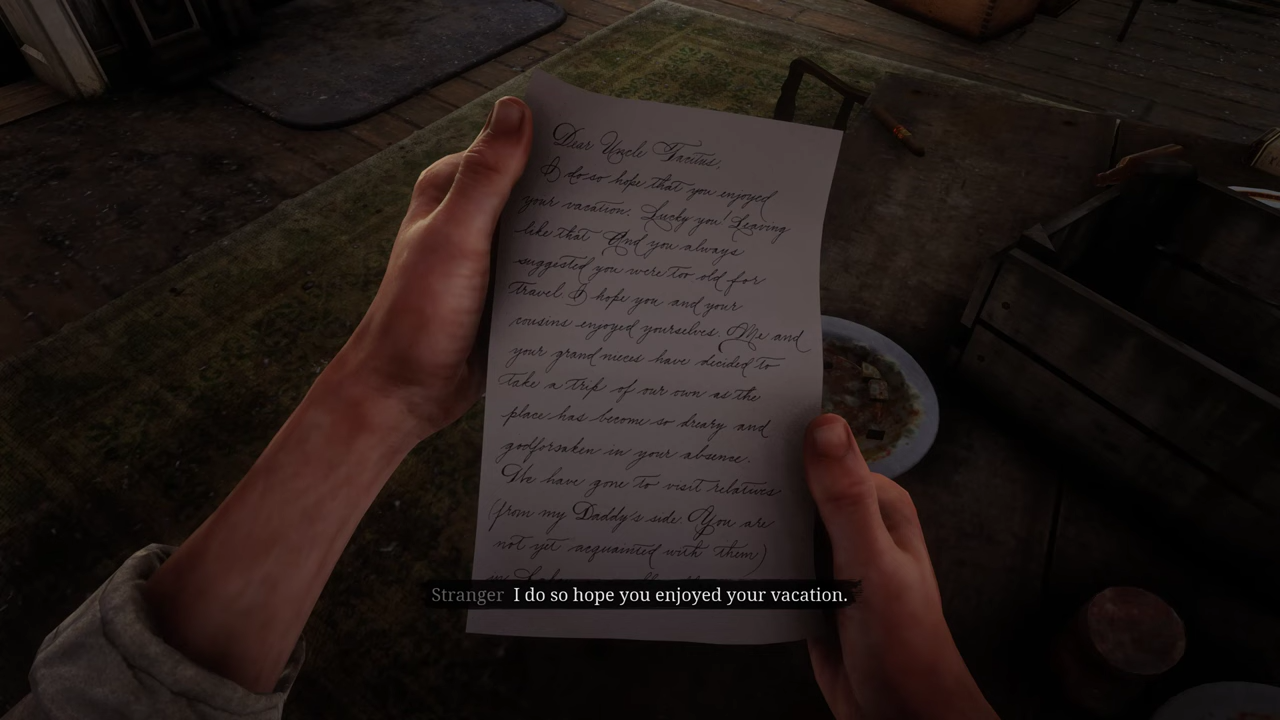 Dear Uncle Tacitus,
I do so hope that you enjoyed
your vacation. Lucky you! Leaving
like that. And you always
suggested you were too old for
travel. I hope you and your
cousins enjoyed yourselves. Me and
your grand nieces have decided to
take a trip of our own as the
place has become so dreary and
godforsaken in your absence.
We have gone to visit relatives
(from my Daddy's side. You are
not yet acquainted with them)
Stranger I do so hope you enjoyed your vacation.